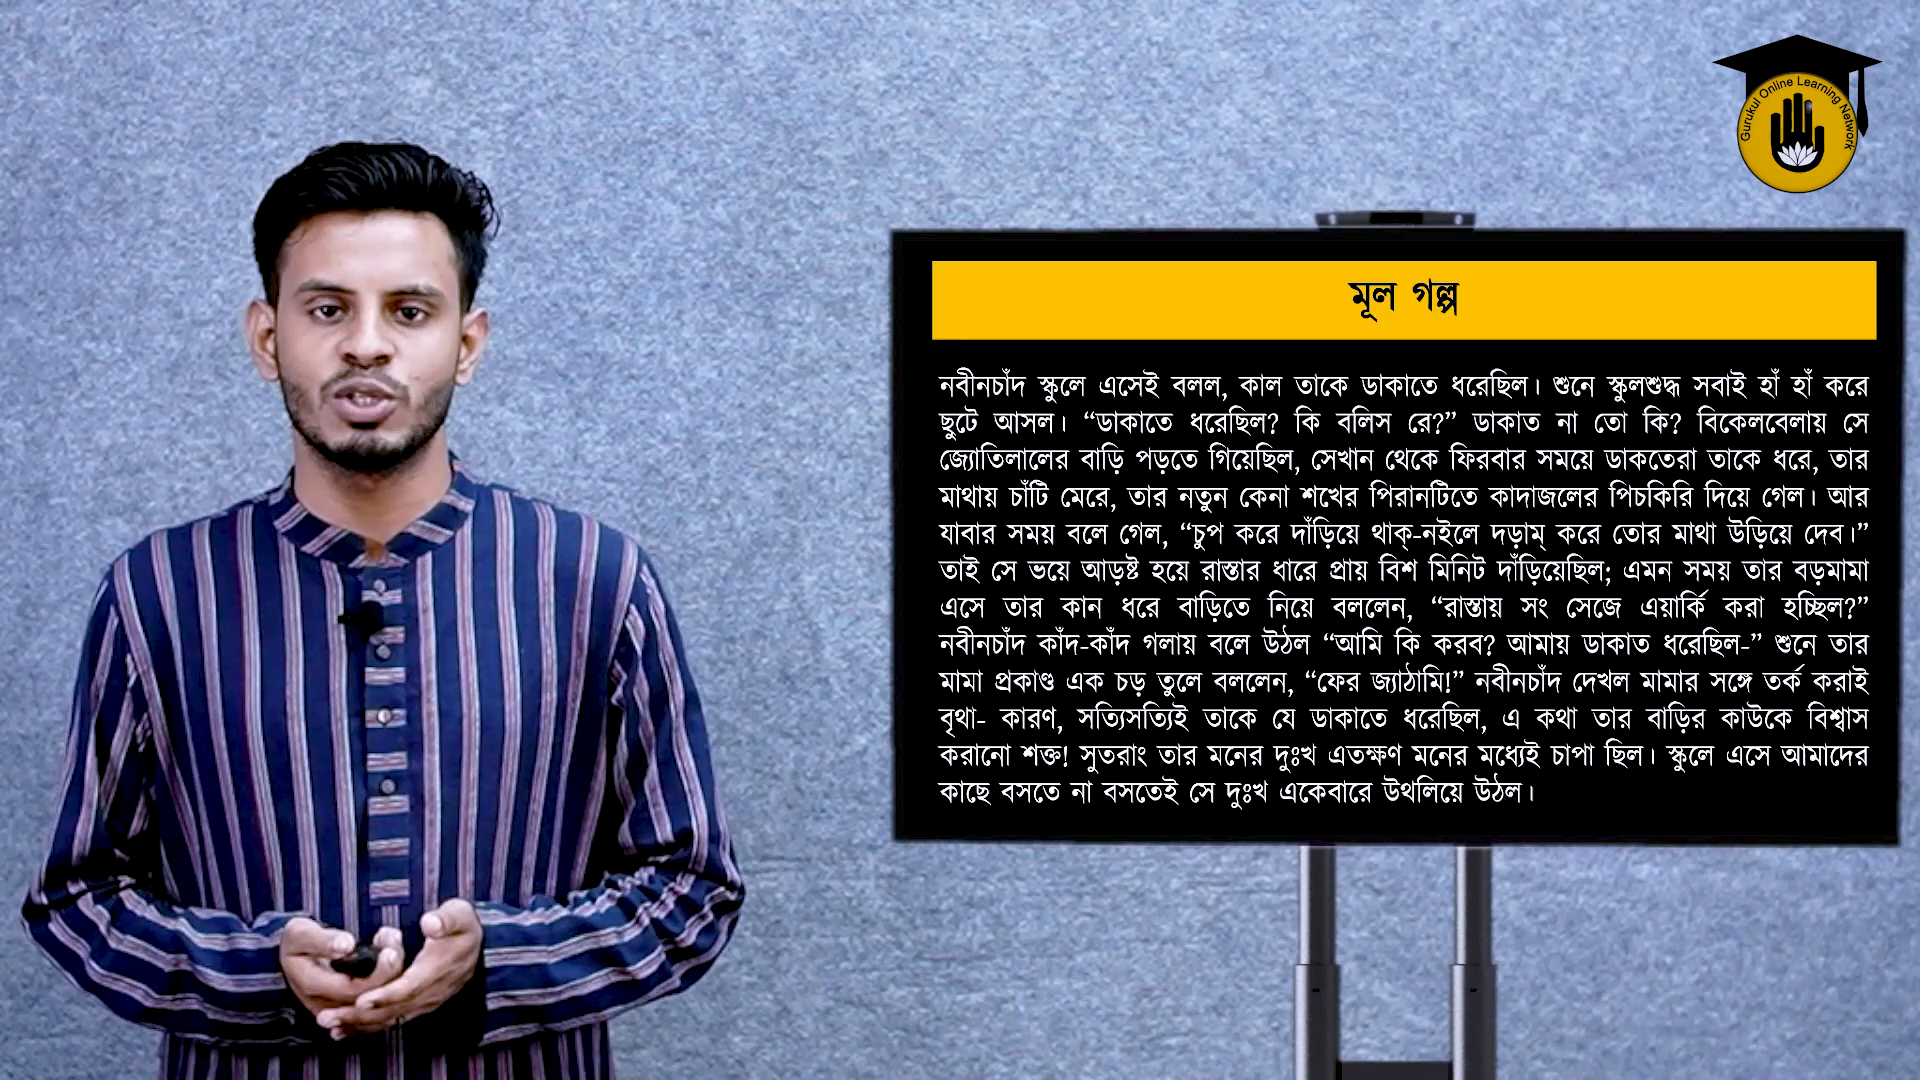 Gurukul Online Learning Network
মূল গল্প
নবীনচাঁদ স্কুলে এসেই বলল, কাল তাকে ডাকাতে ধরেছিল। শুনে স্কুলশুদ্ধ সবাই হাঁ হাঁ করে
ছুটে আসল। “ডাকাতে ধরেছিল? কি বলিস রে?” ডাকাত না তো কি? বিকেলবেলায় সে
জ্যোতিলালের বাড়ি পড়তে গিয়েছিল, সেখান থেকে ফিরবার সময়ে ডাকতেরা তাকে ধরে, তার
মাথায় চাঁটি মেরে, তার নতুন কেনা শখের পিরানটিতে কাদাজলের পিচকিরি দিয়ে গেল। আর
যাবার সময় বলে গেল, “চুপ করে দাঁড়িয়ে থাক্-নইলে দড়াম্ করে তোর মাথা উড়িয়ে দেব।”
তাই সে ভয়ে আড়ষ্ট হয়ে রাস্তার ধারে প্রায় বিশ মিনিট দাঁড়িয়েছিল; এমন সময় তার বড়মামা
এসে তার কান ধরে বাড়িতে নিয়ে বললেন, “রাস্তায় সং সেজে এয়ার্কি করা হচ্ছিল?”
নবীনচাঁদ কাঁদ-কাঁদ গলায় বলে উঠল “আমি কি করব? আমায় ডাকাত ধরেছিল-” শুনে তার
মামা প্রকাণ্ড এক চড় তুলে বললেন, “ফের জ্যাঠামি!” নবীনচাঁদ দেখল মামার সঙ্গে তর্ক করাই
বৃথা- কারণ, সত্যিসত্যিই তাকে যে ডাকাতে ধরেছিল, এ কথা তার বাড়ির কাউকে বিশ্বাস
করানো শক্ত! সুতরাং তার মনের দুঃখ এতক্ষণ মনের মধ্যেই চাপা ছিল। স্কুলে এসে আমাদের
কাছে বসতে না বসতেই সে দুঃখ একেবারে উথলিয়ে উঠল।